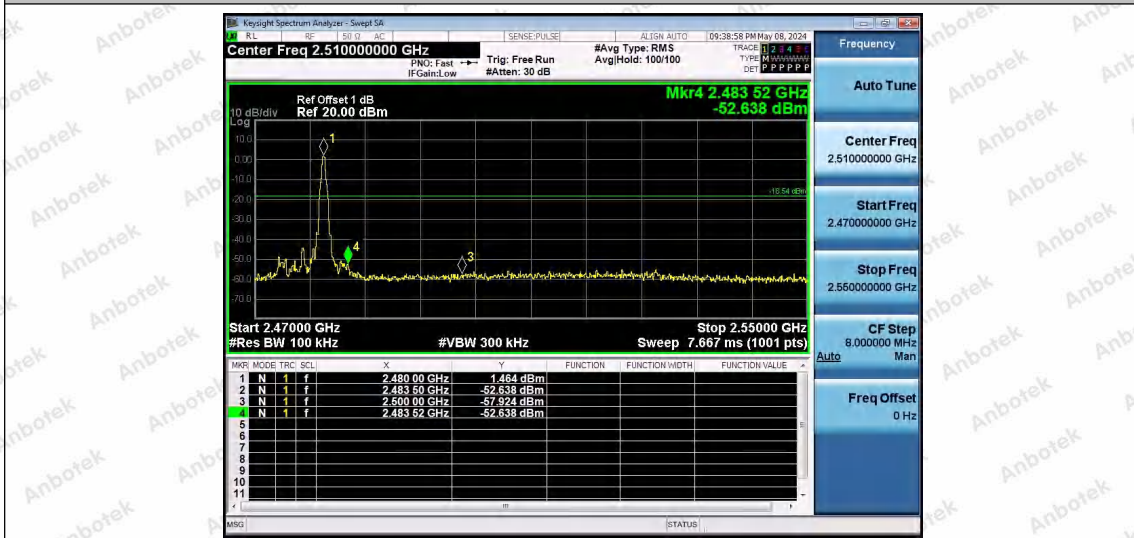 Keysight Spectrum Analyzer - Swept SA
RL RF 50 Ω AC SENSE:PULSE ALIGN AUTO 09:38:58 PM May 08, 2024
Center Freq 2.510000000 GHz
PNO: Fast
IFGain:Low
Trig: Free Run
#Atten: 30 dB
#Avg Type: RMS
Avg|Hold: 100/100
TRACE 1 2 3 4 5 6
TYPE M WWWWW
DET P P P P P P
Mkr4 2.483 52 GHz
-52.638 dBm
Ref Offset 1 dB
Ref 20.00 dBm
10 dB/div
Log
10.0
0.00
-10.0
-20.0
-30.0
-40.0
-60.0
-70.0
1
4
3
-18.54 dBm
Start 2.47000 GHz Stop 2.55000 GHz
#Res BW 100 kHz #VBW 300 kHz Sweep 7.667 ms (1001 pts)
MKR MODE TRC SCL X Y FUNCTION FUNCTION WIDTH FUNCTION VALUE
1 N 1 f 2.480 00 GHz 1.464 dBm
2 N 1 f 2.483 50 GHz -52.638 dBm
3 N 1 f 2.500 00 GHz -57.924 dBm
4 N 1 f 2.483 52 GHz -52.638 dBm
5
6
7
8
9
10
11
MSG STATUS
Frequency
Auto Tune
Center Freq
2.510000000 GHz
Start Freq
2.470000000 GHz
Stop Freq
2.550000000 GHz
CF Step
8.000000 MHz
Auto Man
Freq Offset
0 Hz
Anbotek